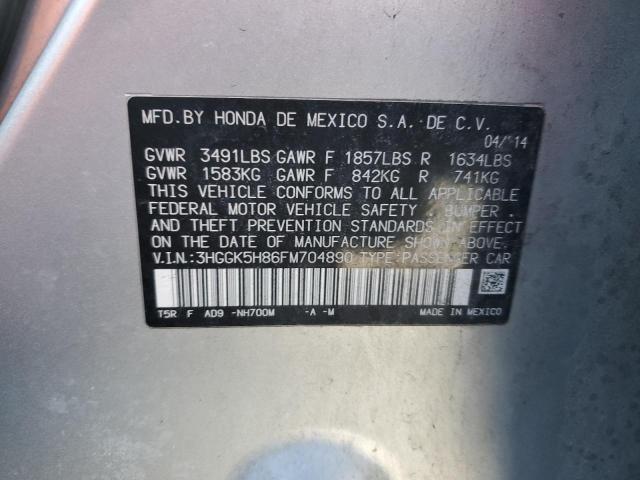 MFD.BY HONDA DE MEXICO S.A. DE C.V.
04/'14
GVWR 3491LBS GAWR F 1857LBS R 1634LBS
GVWR 1583KG GAWR F 842KG R 741KG
THIS VEHICLE CONFORMS TO ALL APPLICABLE
FEDERAL MOTOR VEHICLE SAFETY , BUMPER ,
AND THEFT PREVENTION STANDARDS IN EFFECT
ON THE DATE OF MANUFACTURE SHOWN ABOVE.
V.I.N.:3HGGK5H86FM704890 TYPE:PASSENGER CAR
T5R F AD9 -NH700M -A -M MADE IN MEXICO